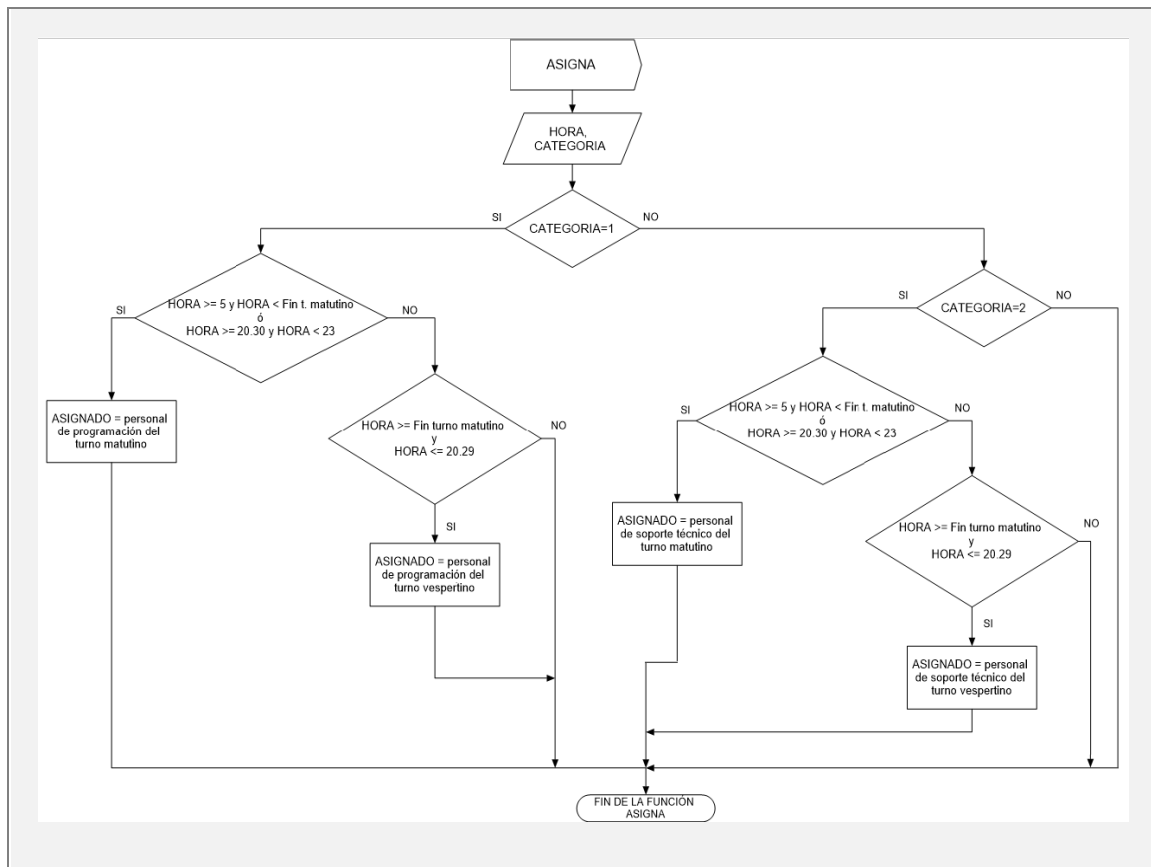 ASIGNA
HORA,
CATEGORIA
SI
NO
CATEGORIA=1
HORA >= 5 y HORA < Fin t. matutino
ó
HORA >= 20.30 y HORA < 23
SI
NO
SI
NO
CATEGORIA=2
ASIGNADO = personal
de programación del
turno matutino
HORA >= Fin turno matutino
y
HORA <= 20.29
NO
SI
HORA >= 5 y HORA < Fin t. matutino
ó
HORA >= 20.30 y HORA < 23
SI
NO
ASIGNADO = personal
de programación del
turno vespertino
ASIGNADO = personal
de soporte técnico del
turno matutino
HORA >= Fin turno matutino
y
HORA <= 20.29
NO
SI
ASIGNADO = personal
de soporte técnico del
turno vespertino
FIN DE LA FUNCIÓN
ASIGNA